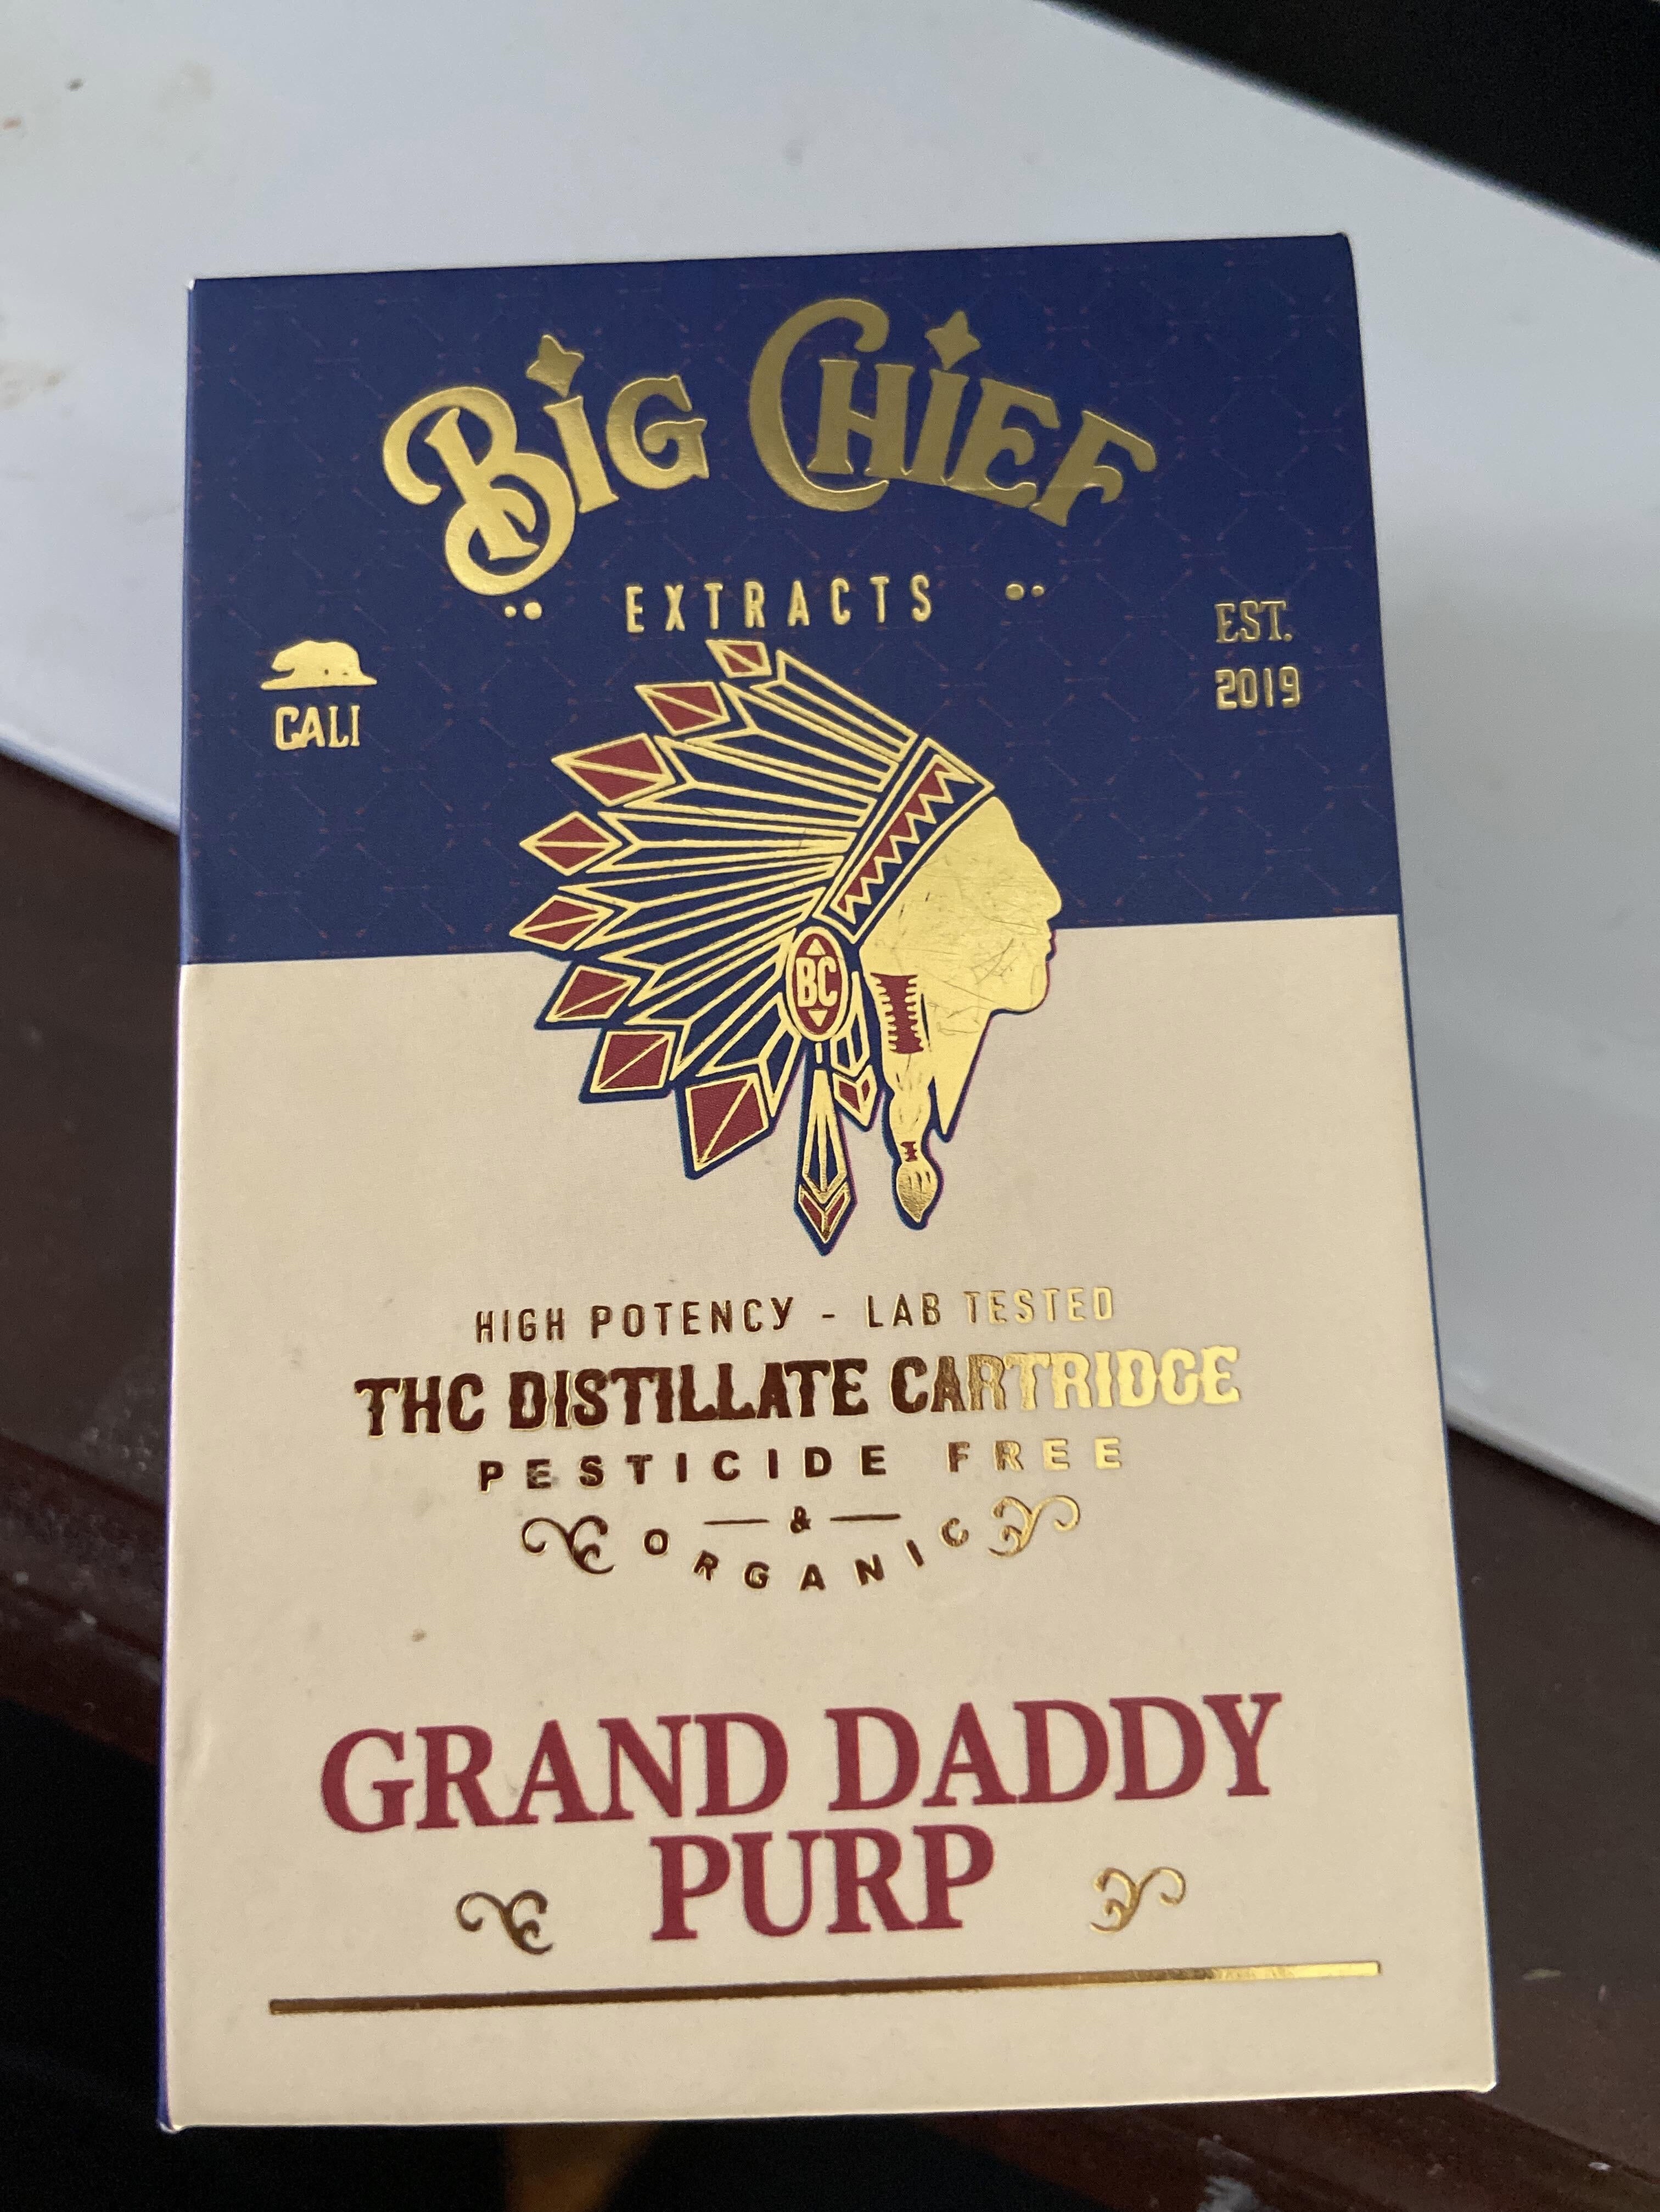 BIG CHIEF
EXTRACTS
CALI
EST.
2019
BC
HIGH POTENCY - LAB TESTED
THC DISTILLATE CARTRIDGE
PESTICIDE FREE
&
ORGANIC
GRAND DADDY
PURP